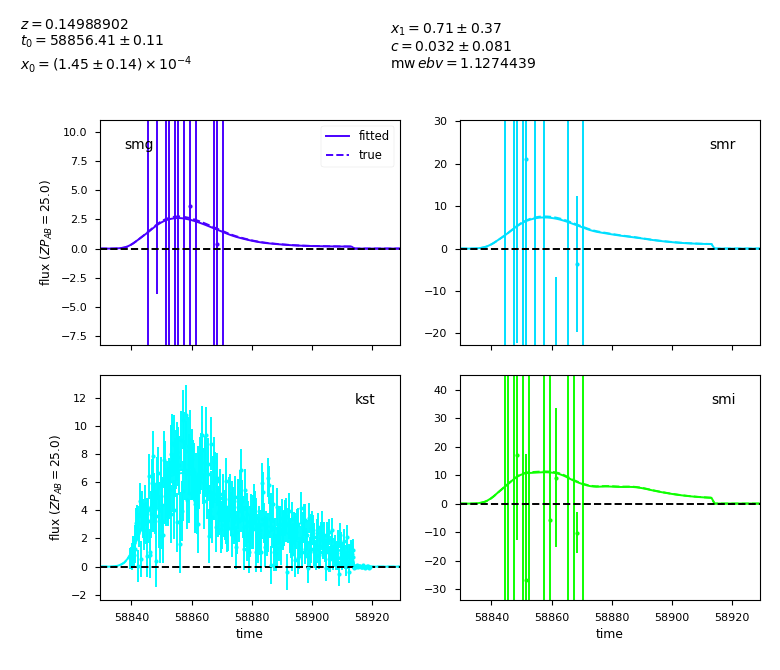 z = 0.14988902
t₀ = 58856.41 ± 0.11
x₀ = (1.45 ± 0.14) × 10⁻⁴
x₁ = 0.71 ± 0.37
c = 0.032 ± 0.081
mw ebv = 1.1274439
smg
fitted
true
10.0
7.5
5.0
2.5
0.0
−2.5
−5.0
−7.5
flux (ZP_AB = 25.0)
smr
30
20
10
0
−10
−20
kst
12
10
8
6
4
2
0
−2
flux (ZP_AB = 25.0)
58840 58860 58880 58900 58920
time
smi
40
30
20
10
0
−10
−20
−30
58840 58860 58880 58900 58920
time